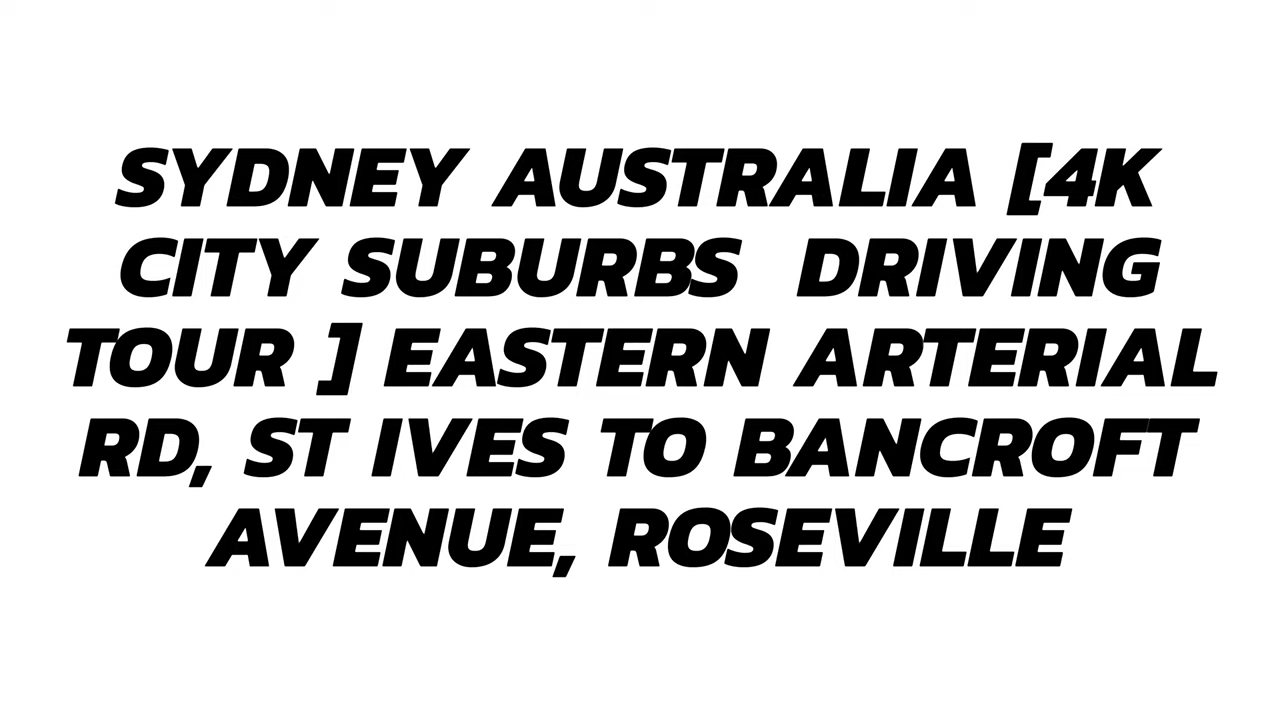 SYDNEY AUSTRALIA [4K
CITY SUBURBS  DRIVING
TOUR ] EASTERN ARTERIAL
RD, ST IVES TO BANCROFT
AVENUE, ROSEVILLE